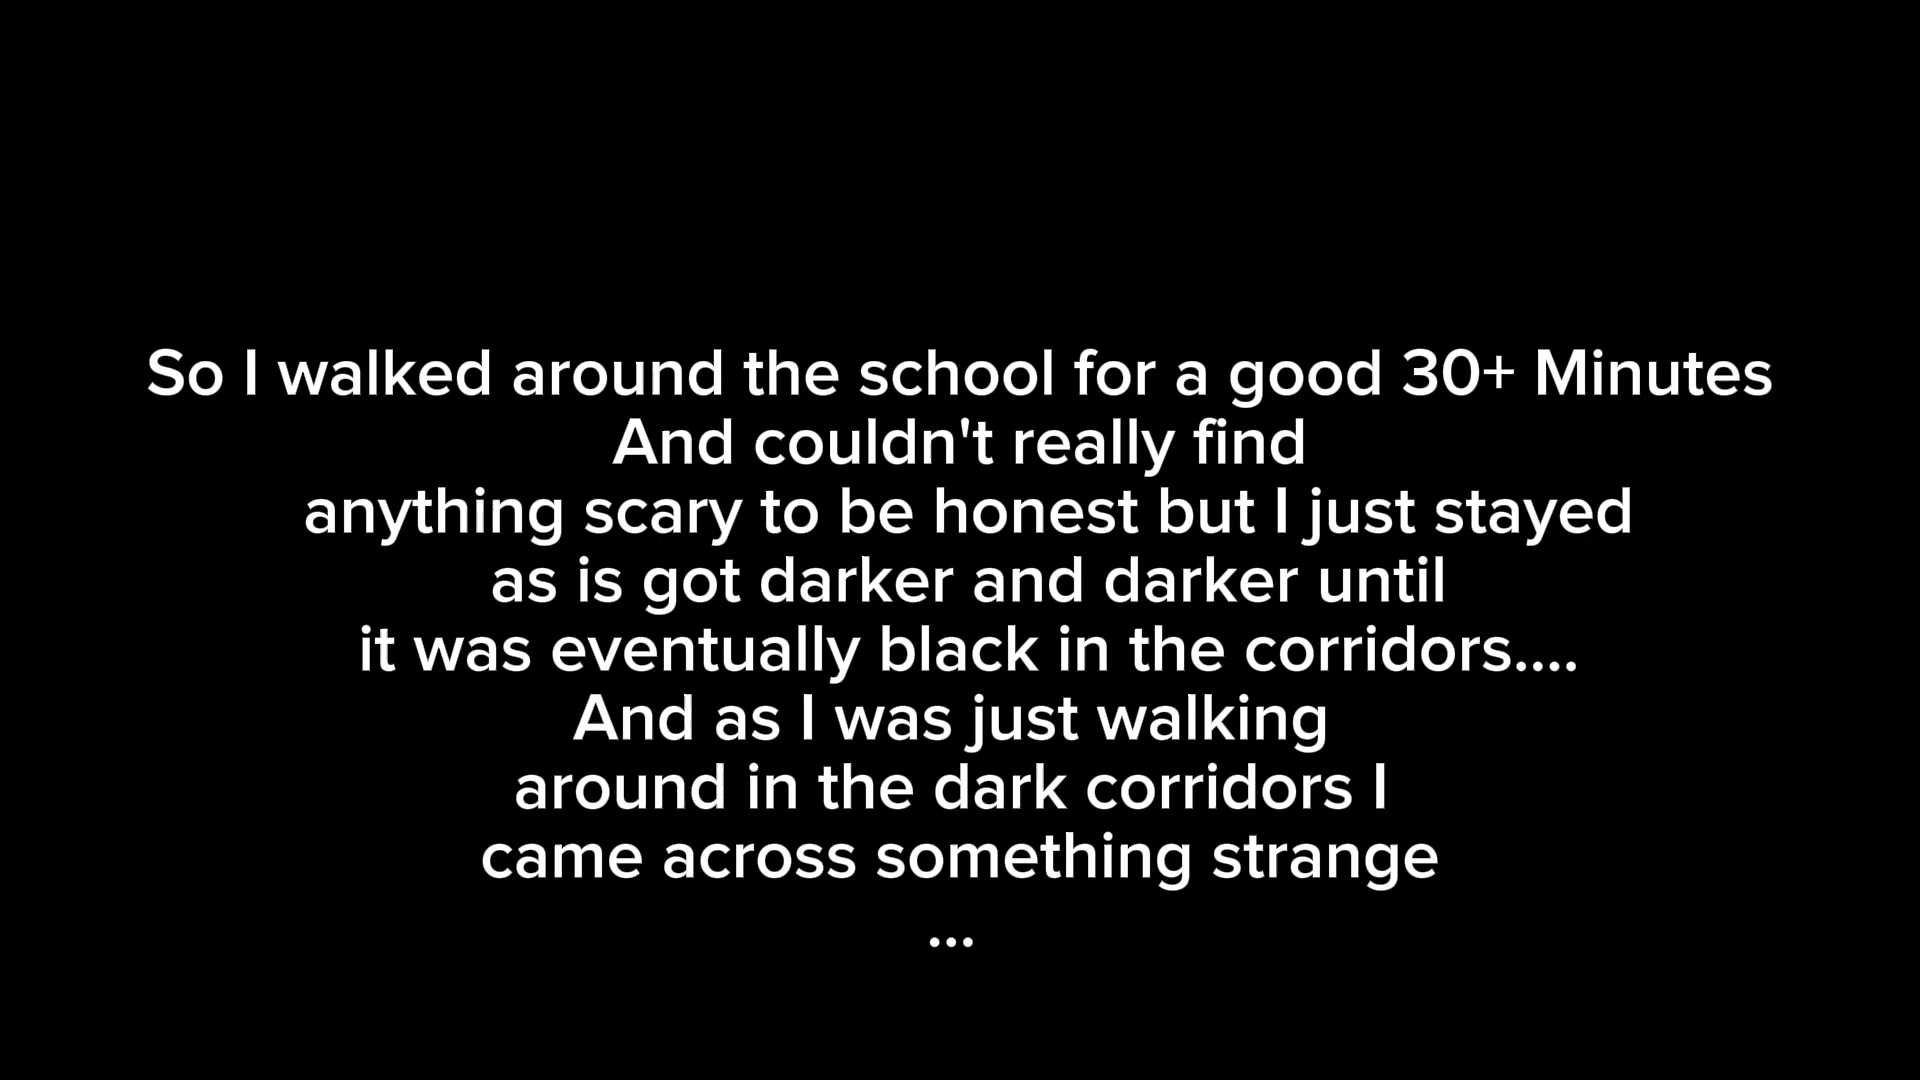 So I walked around the school for a good 30+ Minutes
And couldn't really find
anything scary to be honest but I just stayed
as is got darker and darker until
it was eventually black in the corridors....
And as I was just walking
around in the dark corridors I
came across something strange
...